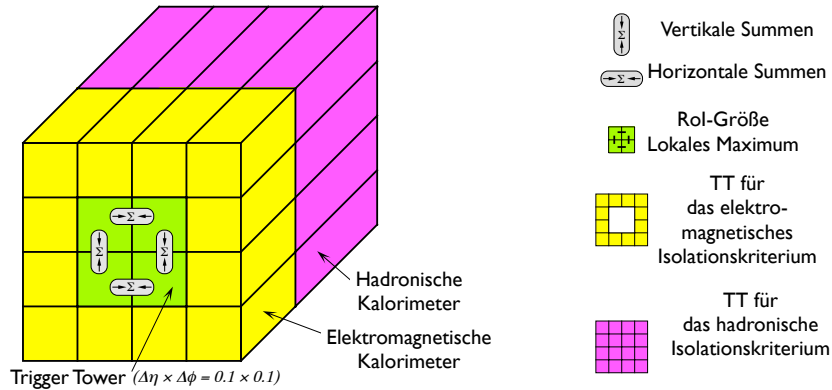 Σ
Σ
Σ
Σ
Hadronische
Kalorimeter
Elektromagnetische
Kalorimeter
Trigger Tower (Δη × Δϕ = 0.1 × 0.1)
Σ
Vertikale Summen
Σ
Horizontale Summen
RoI-Größe
Lokales Maximum
TT für
das elektro-
magnetisches
Isolationskriterium
TT für
das hadronische
Isolationskriterium